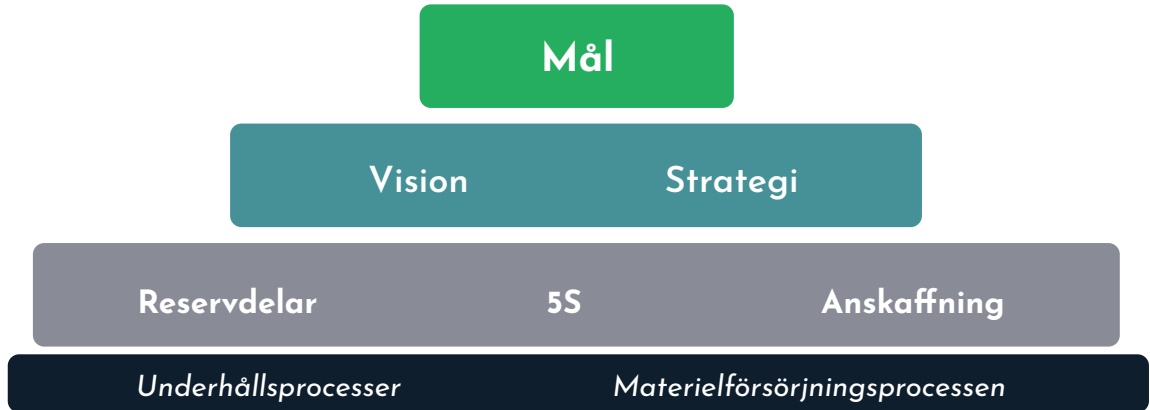 Mål
Vision Strategi
Reservdelar 5S Anskaffning
Underhållsprocesser Materielförsörjningsprocessen